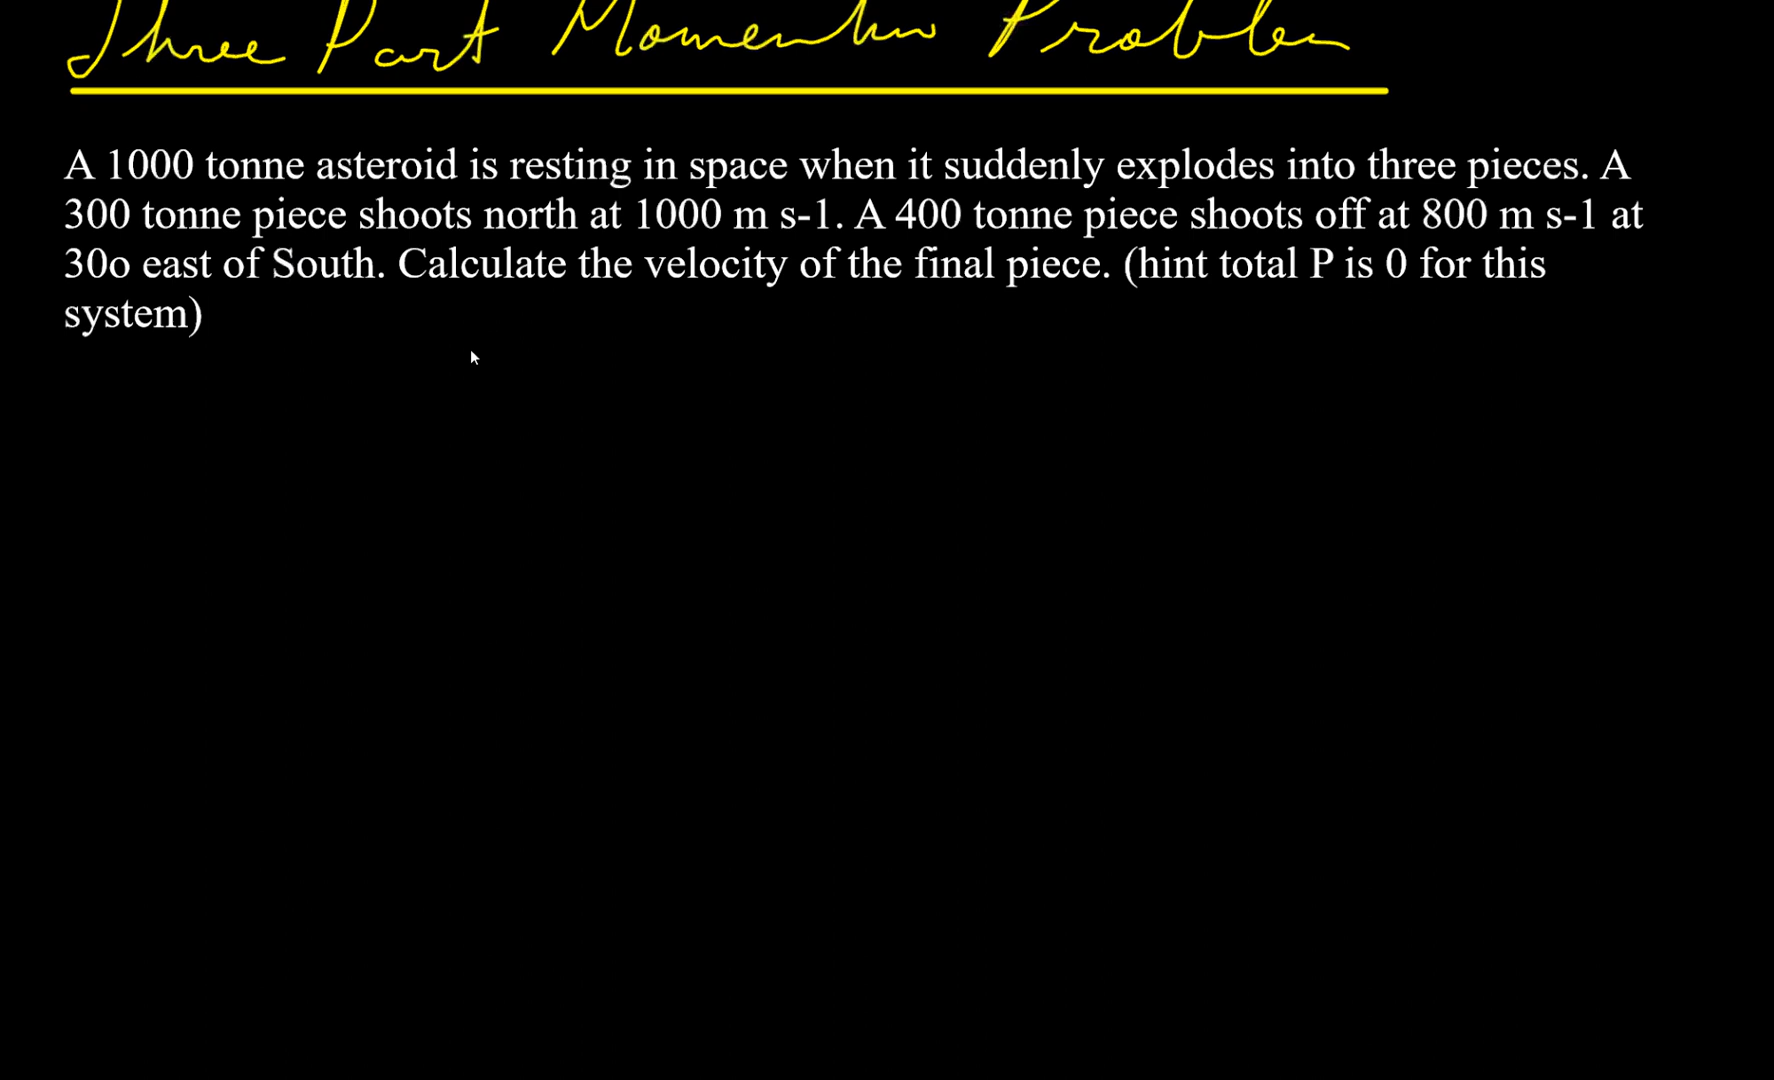 Three Part Momentum Problem
A 1000 tonne asteroid is resting in space when it suddenly explodes into three pieces. A
300 tonne piece shoots north at 1000 m s-1. A 400 tonne piece shoots off at 800 m s-1 at
30o east of South. Calculate the velocity of the final piece. (hint total P is 0 for this
system)